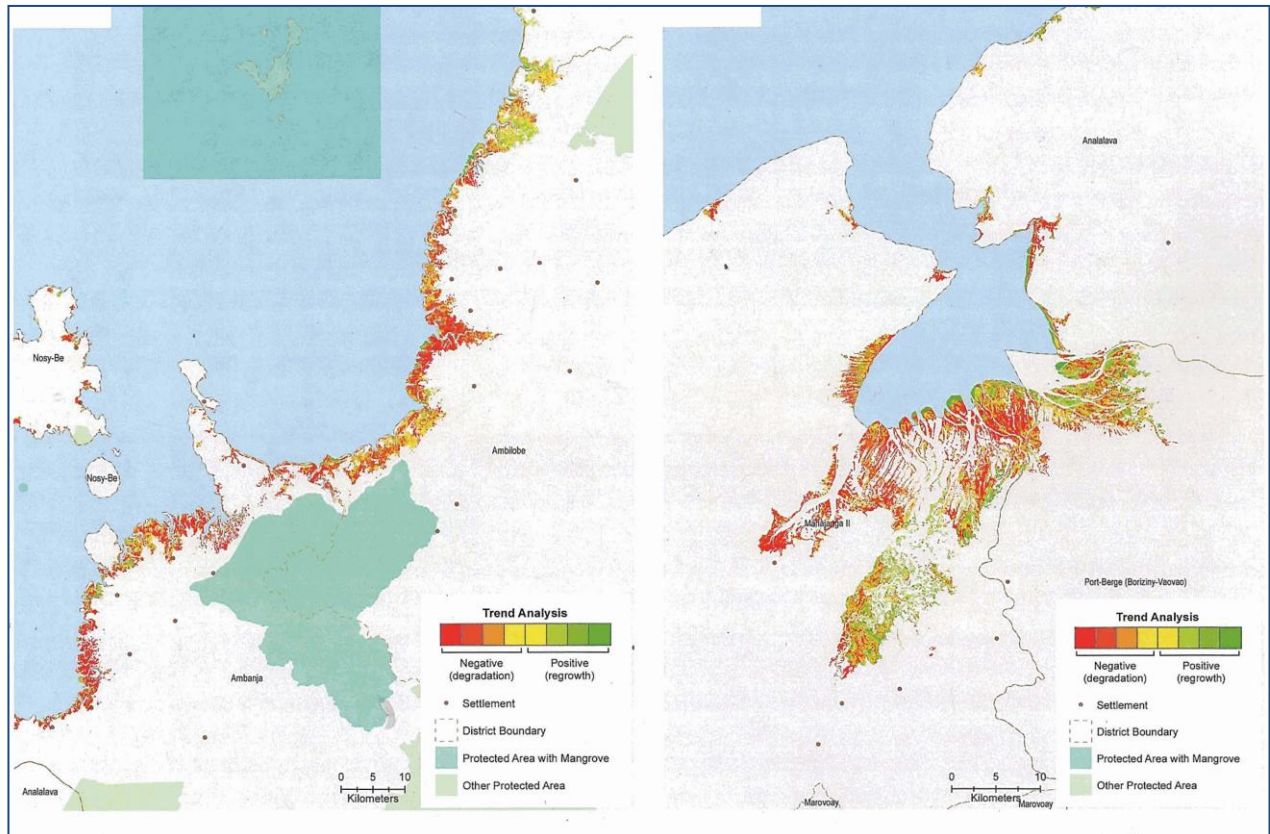 Nosy-Be
Nosy-Be
Ambilobe
Ambanja
Analalava
Trend Analysis
Negative
(degradation)
Positive
(regrowth)
Settlement
District Boundary
Protected Area with Mangrove
Other Protected Area
0 5 10
Kilometers
Analalava
Mahajanga II
Port-Berge (Boriziny-Vaovao)
Marovoay
Marovoay
Trend Analysis
Negative
(degradation)
Positive
(regrowth)
Settlement
District Boundary
Protected Area with Mangrove
Other Protected Area
0 5 10
Kilometers